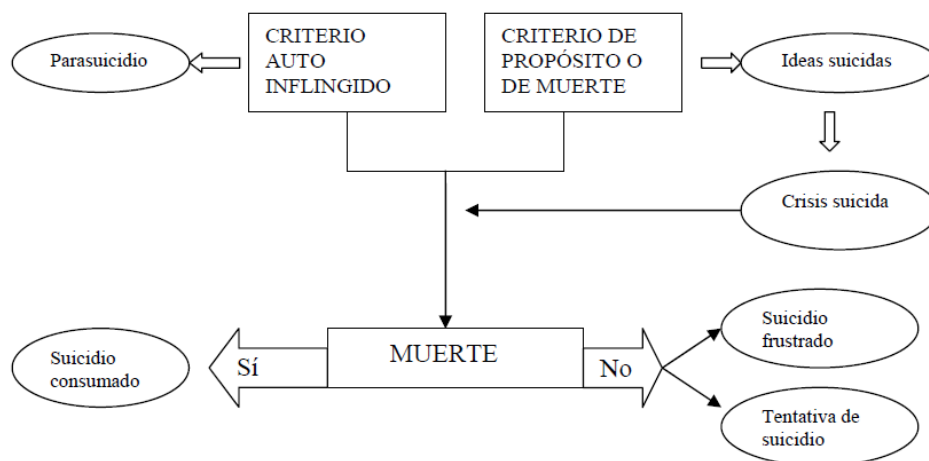 Parasuicidio
CRITERIO
AUTO
INFLINGIDO
CRITERIO DE
PROPÓSITO O
DE MUERTE
Ideas suicidas
Crisis suicida
Suicidio
consumado
Sí
MUERTE
No
Suicidio
frustrado
Tentativa de
suicidio